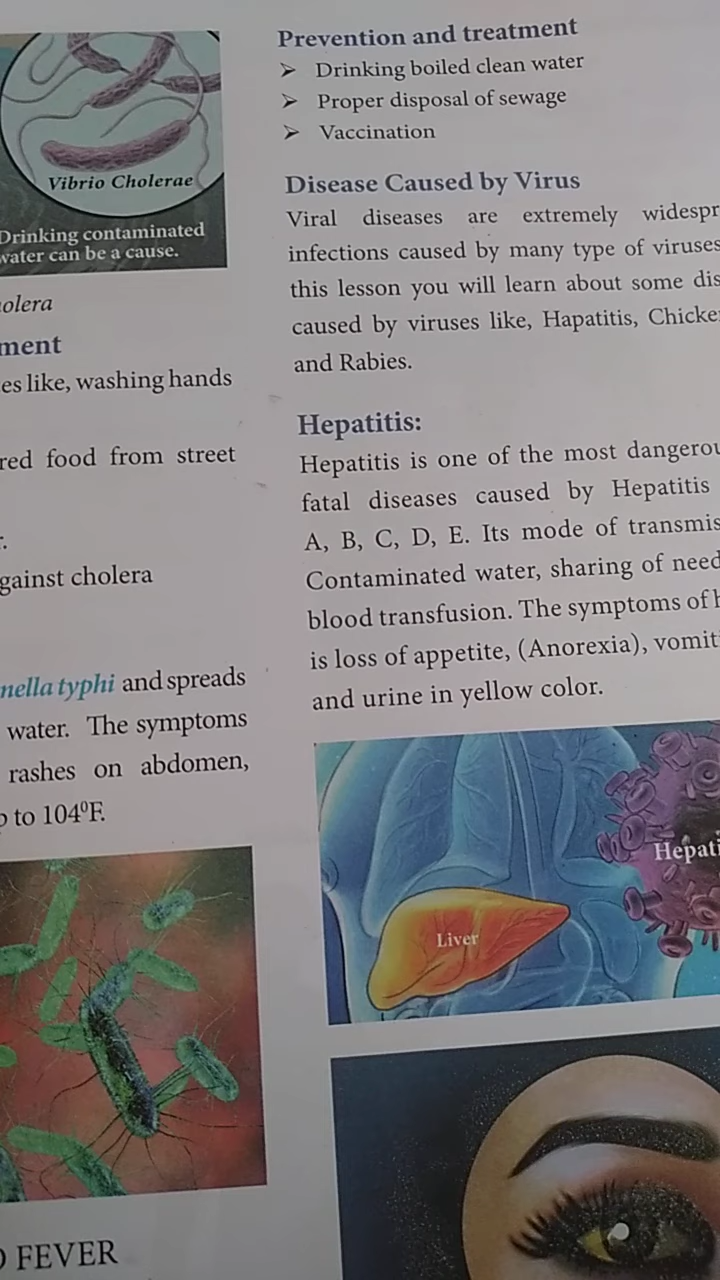 Vibrio Cholerae
Drinking contaminated
water can be a cause.
olera
ment
es like, washing hands
red food from street
r.
gainst cholera
nella typhi and spreads
water. The symptoms
rashes on abdomen,
p to 104⁰F.
FEVER
Prevention and treatment
➢ Drinking boiled clean water
➢ Proper disposal of sewage
➢ Vaccination
Disease Caused by Virus
Viral diseases are extremely widespr
infections caused by many type of viruses
this lesson you will learn about some dis
caused by viruses like, Hapatitis, Chicke
and Rabies.
Hepatitis:
Hepatitis is one of the most dangerou
fatal diseases caused by Hepatitis
A, B, C, D, E. Its mode of transmis
Contaminated water, sharing of need
blood transfusion. The symptoms of h
is loss of appetite, (Anorexia), vomit
and urine in yellow color.
Liver
Hepati